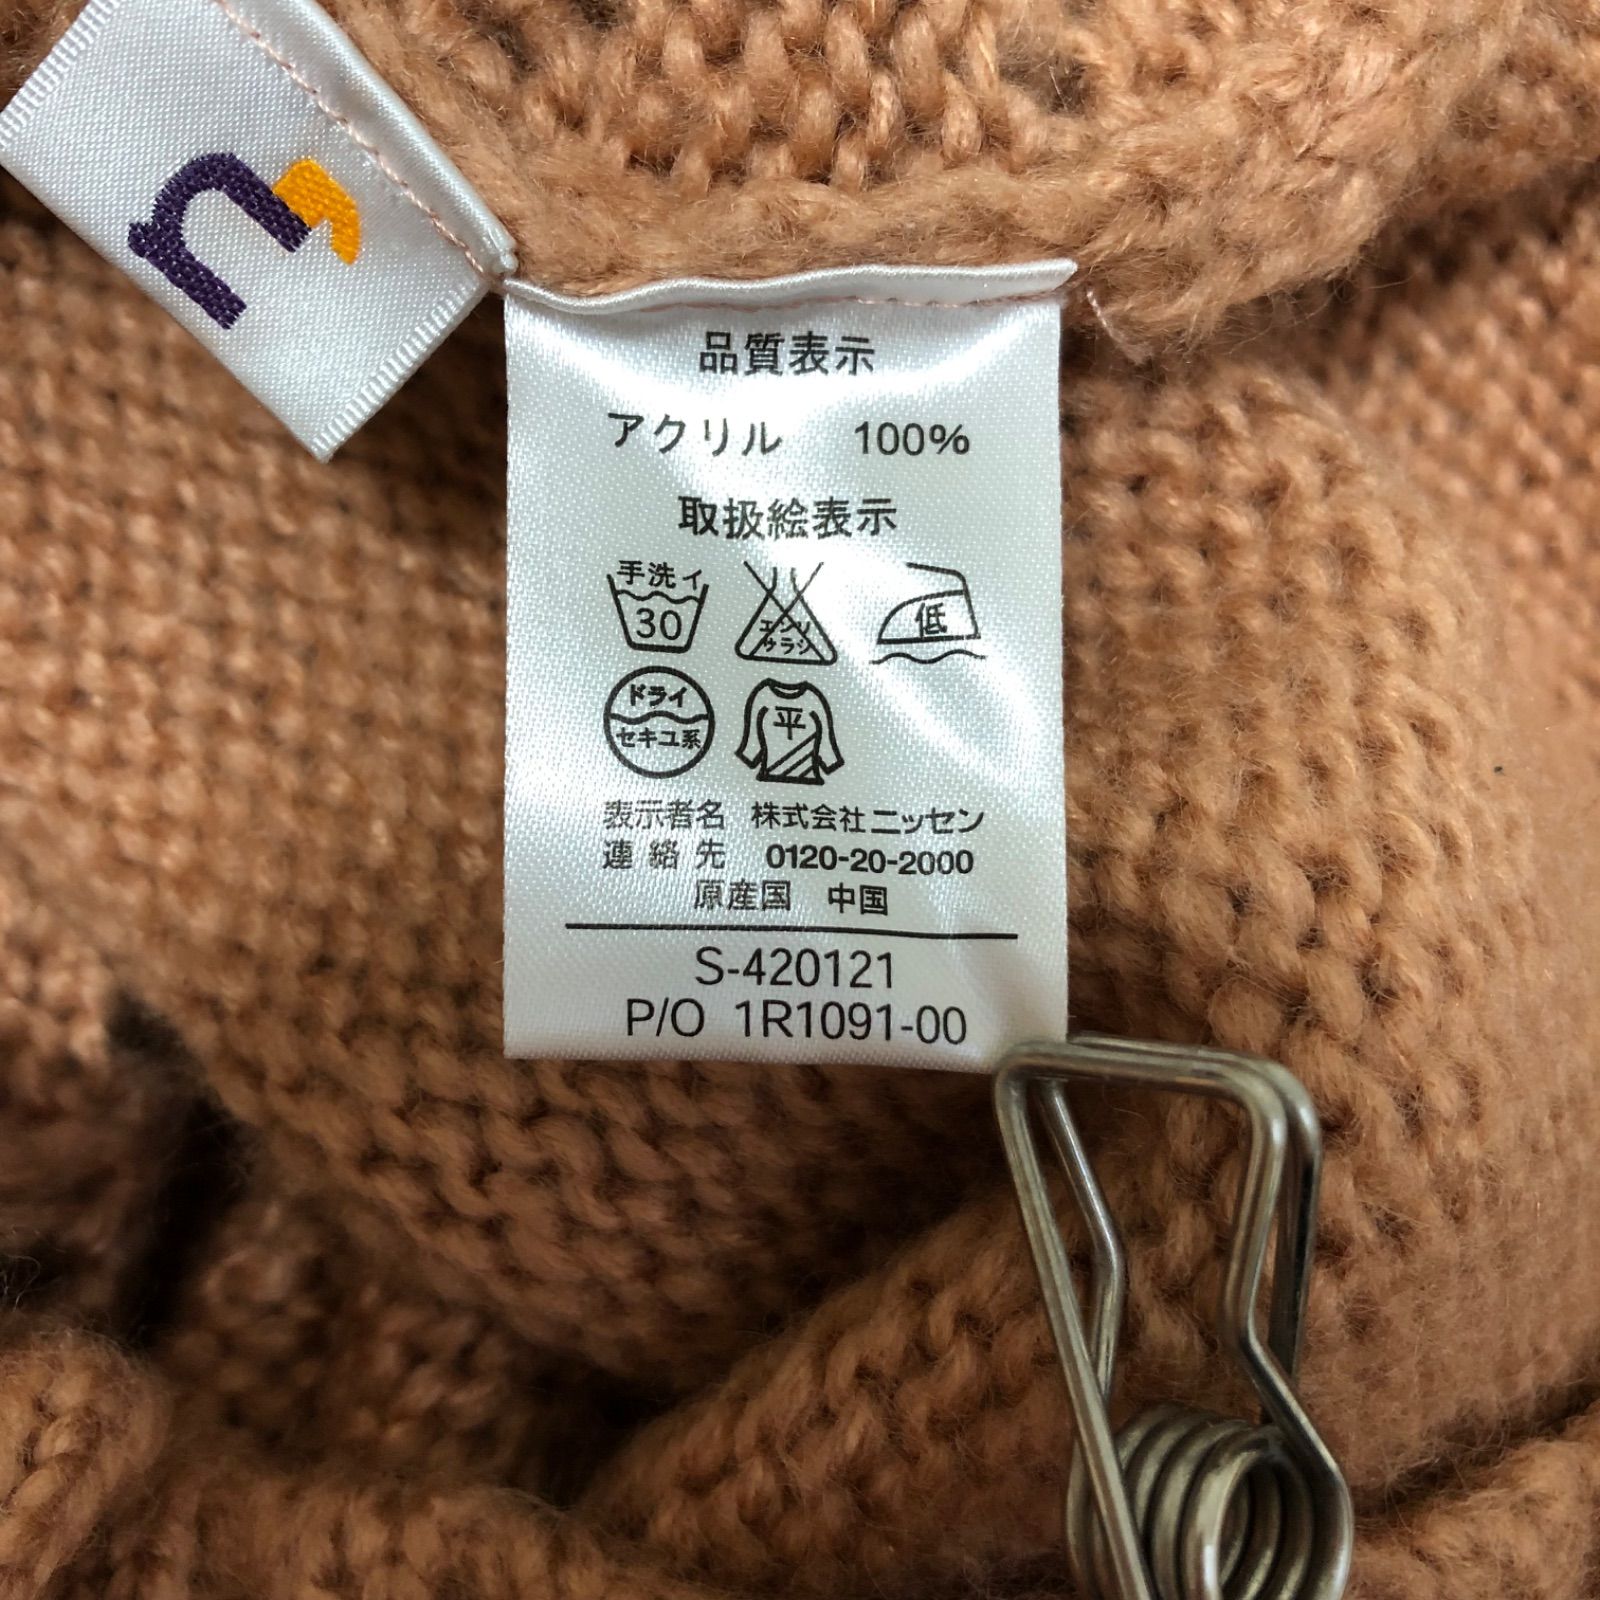 n'
品質表示
アクリル 100%
取扱絵表示
手洗イ
30
エンソ
サラシ
低
ドライ
セキユ系
平
表示者名 株式会社ニッセン
連絡先 0120-20-2000
原産国 中国
S-420121
P/O 1R1091-00